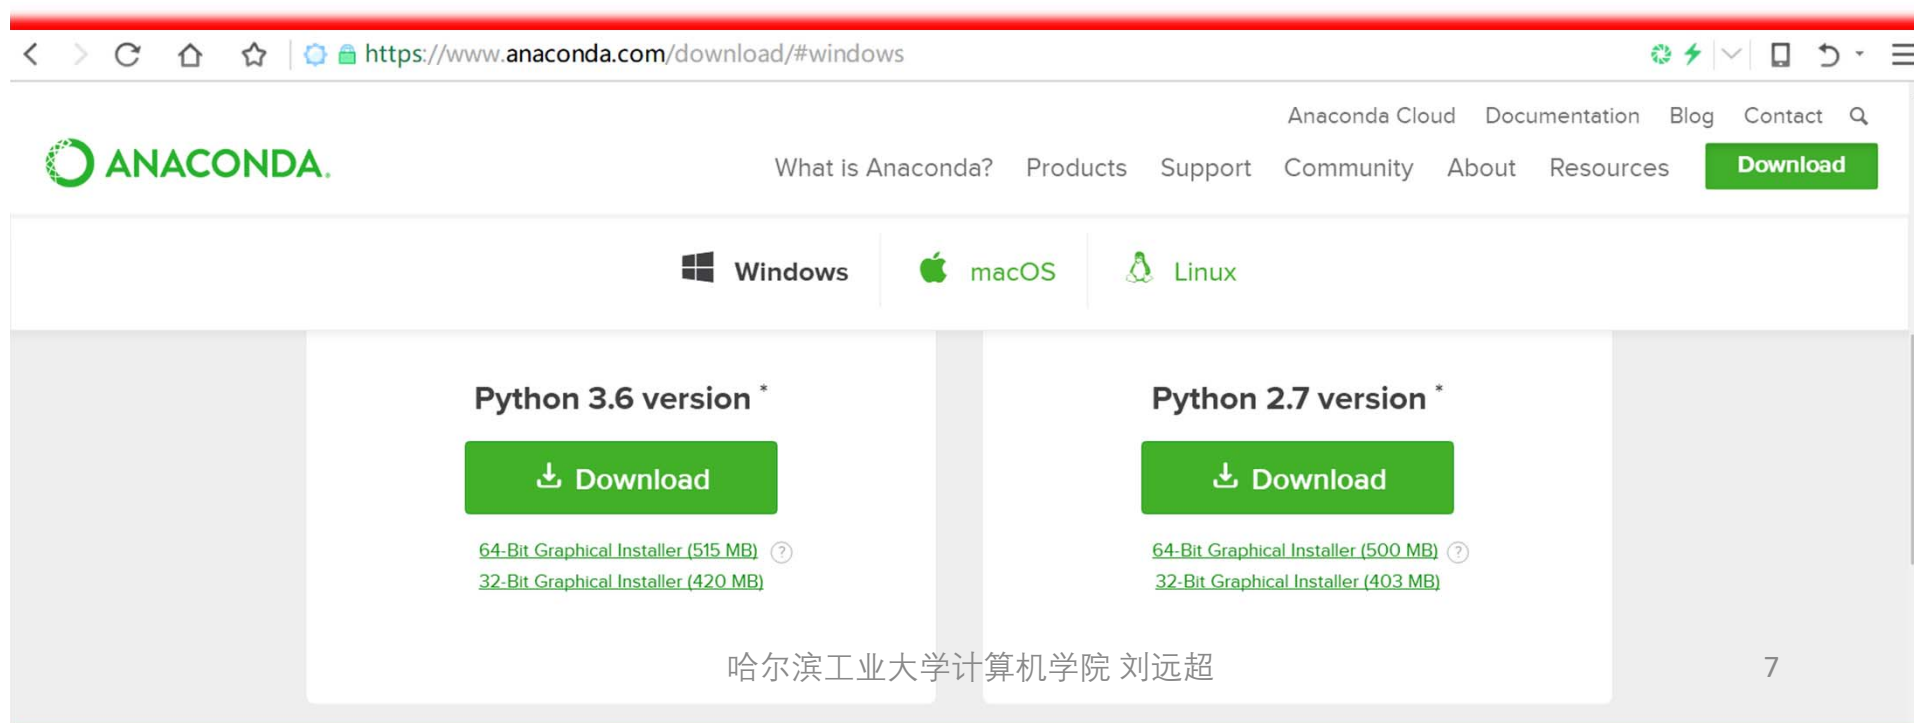 https://www.anaconda.com/download/#windows
Anaconda Cloud Documentation Blog Contact
ANANCONDA.
What is Anaconda? Products Support Community About Resources Download
Windows macOS Linux
Python 3.6 version * Python 2.7 version *
Download Download
64-Bit Graphical Installer (515 MB) ? 64-Bit Graphical Installer (500 MB) ?
32-Bit Graphical Installer (420 MB) 32-Bit Graphical Installer (403 MB)
哈尔滨工业大学计算机学院 刘远超 7